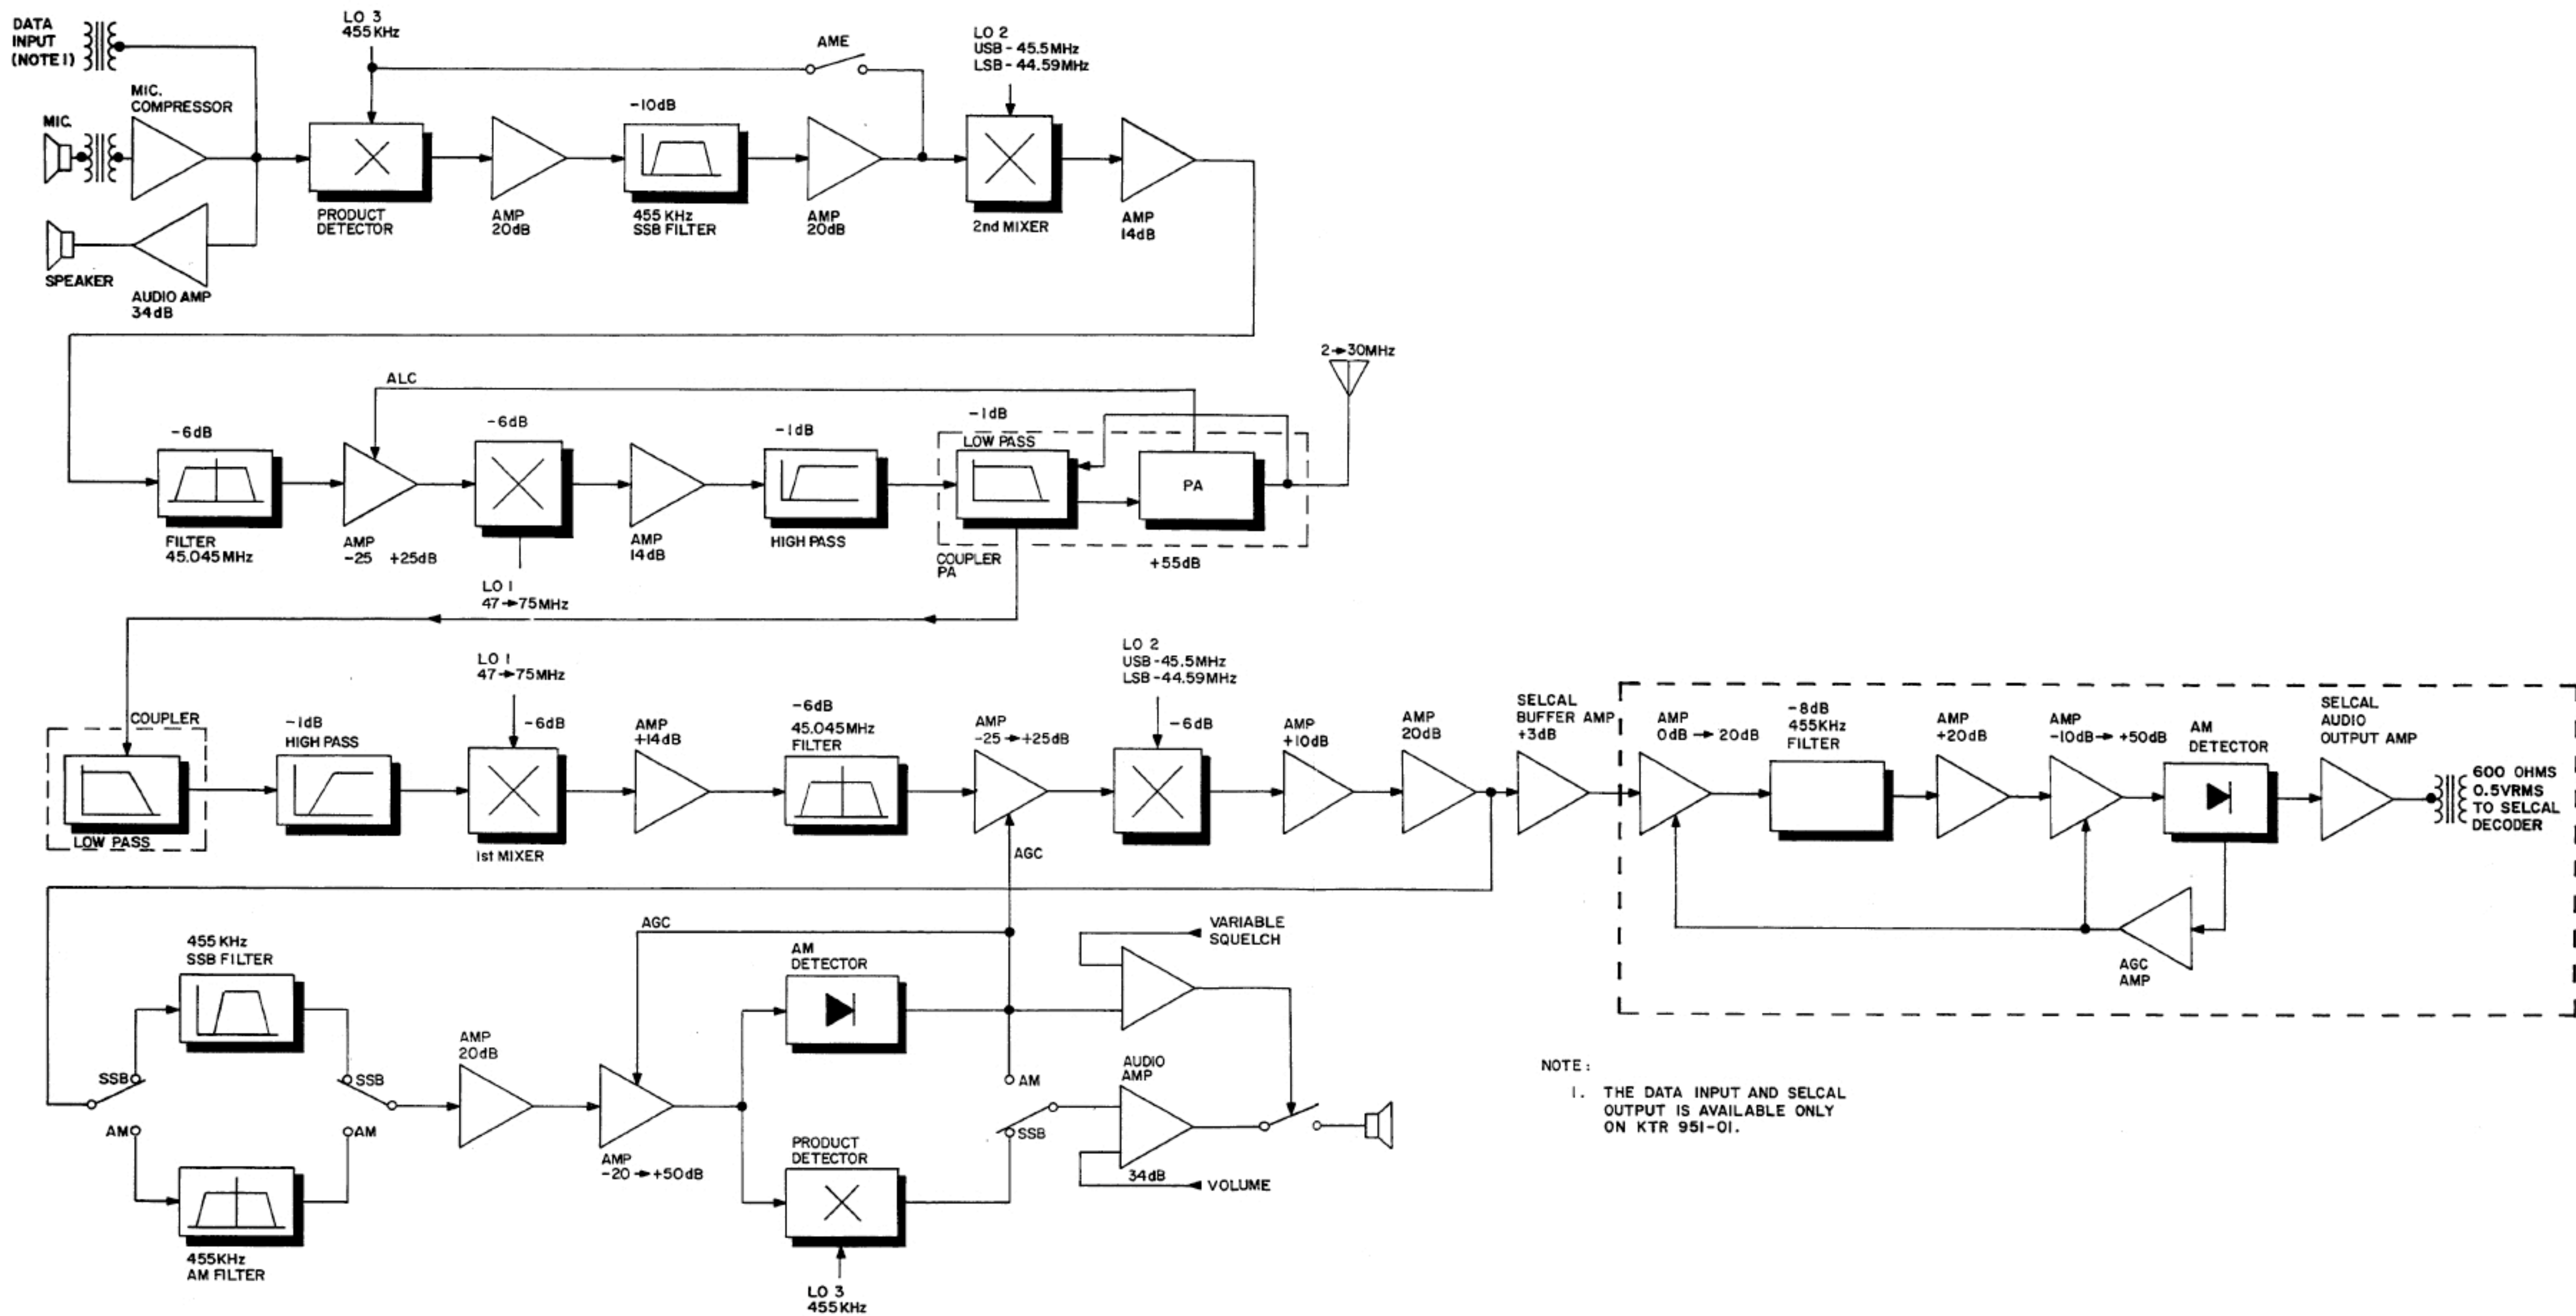 DATA
INPUT
(NOTE 1)
LO 3
455KHz
AME
LO 2
USB-45.5MHz
LSB-44.59MHz
MIC.
COMPRESSOR
MIC.
-10dB
PRODUCT
DETECTOR
AMP
20dB
455 KHz
SSB FILTER
AMP
20dB
2nd MIXER
AMP
14dB
SPEAKER
AUDIO AMP
34dB
2→30MHz
ALC
-6dB
-6dB
-1dB
-1dB
LOW PASS
PA
FILTER
45.045MHz
AMP
-25 +25dB
LO 1
47→75MHz
AMP
14dB
HIGH PASS
COUPLER
PA
+55dB
COUPLER
LOW PASS
-1dB
HIGH PASS
LO 1
47→75MHz
-6dB
1st MIXER
AMP
+14dB
-6dB
45.045MHz
FILTER
AMP
-25→+25dB
AGC
LO 2
USB-45.5MHz
LSB-44.59MHz
-6dB
AMP
+10dB
AMP
20dB
SELCAL
BUFFER AMP
+3dB
AMP
0dB→20dB
-8dB
455KHz
FILTER
AMP
+20dB
AMP
-10dB→+50dB
AM
DETECTOR
SELCAL
AUDIO
OUTPUT AMP
600 OHMS
0.5VRMS
TO SELCAL
DECODER
AGC
AMP
455 KHz
SSB FILTER
SSB
AM
SSB
AM
455KHz
AM FILTER
AMP
20dB
AGC
AMP
-20→+50dB
AM
DETECTOR
PRODUCT
DETECTOR
LO 3
455KHz
AM
SSB
VARIABLE
SQUELCH
AUDIO
AMP
34dB
VOLUME
NOTE:
1. THE DATA INPUT AND SELCAL
OUTPUT IS AVAILABLE ONLY
ON KTR 951-01.